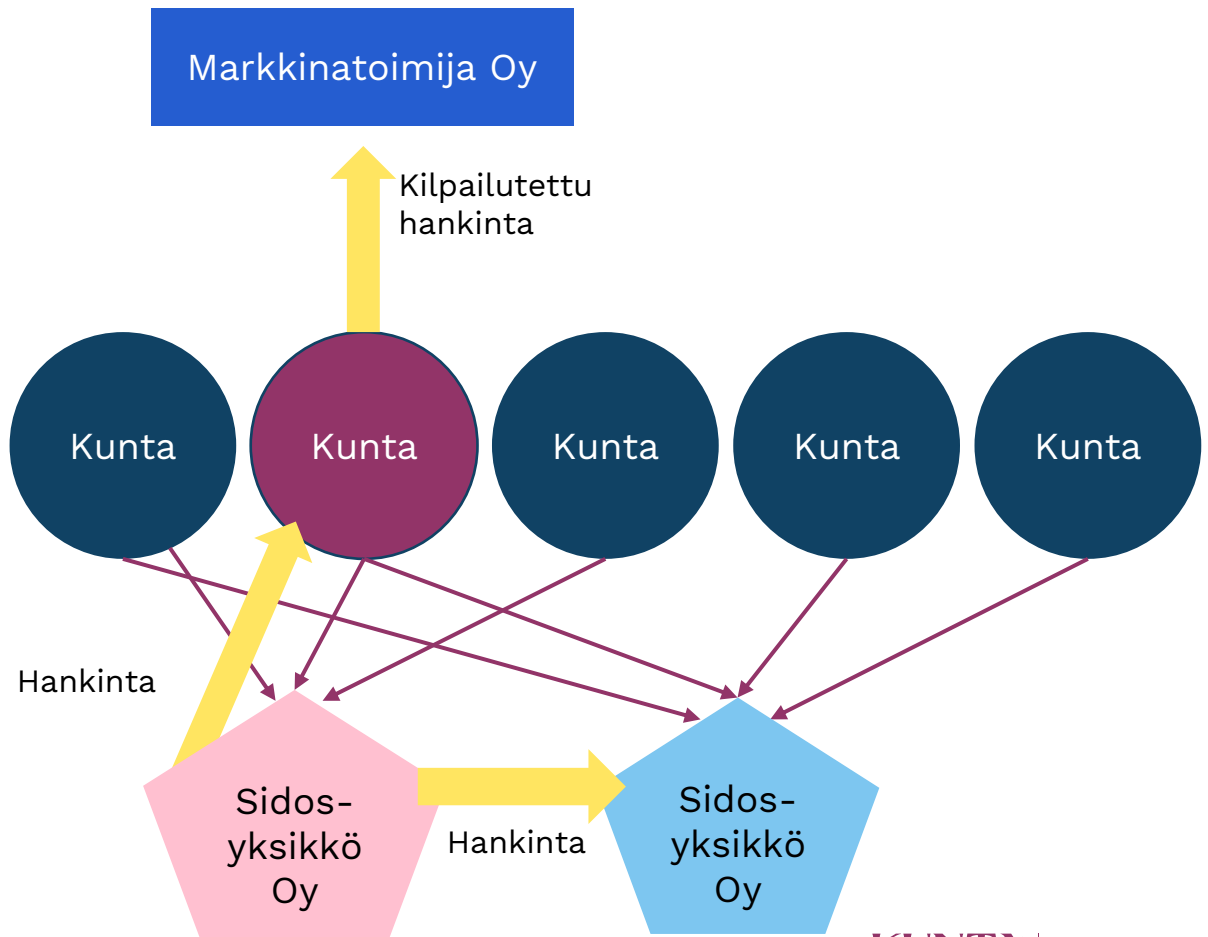 Markkinatoimija Oy
Kilpailutettu
hankinta
Kunta
Kunta
Kunta
Kunta
Kunta
Hankinta
Sidos-
yksikkö
Oy
Hankinta
Sidos-
yksikkö
Oy